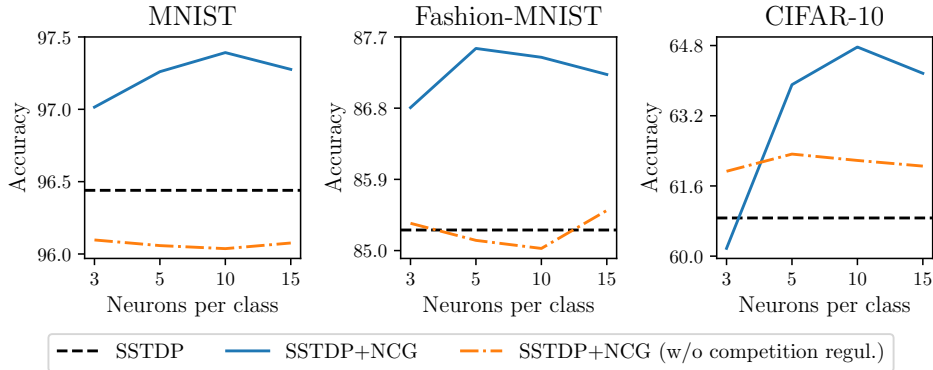 MNIST
Accuracy
97.5
97.0
96.5
96.0
3 5 10 15
Neurons per class
Fashion-MNIST
Accuracy
87.7
86.8
85.9
85.0
3 5 10 15
Neurons per class
CIFAR-10
Accuracy
64.8
63.2
61.6
60.0
3 5 10 15
Neurons per class
SSTDP SSTDP+NCG SSTDP+NCG (w/o competition regul.)